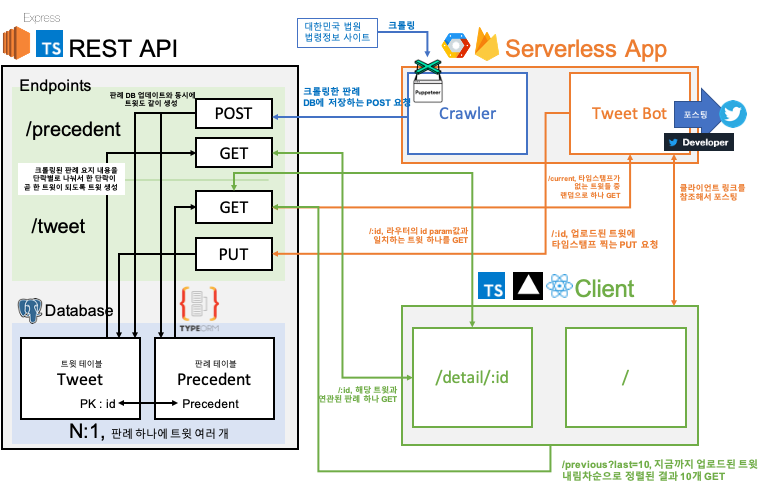 Express
TS REST API
대한민국 법원
법령정보 사이트
크롤링
Serverless App
Endpoints
판례 DB 업데이트와 동시에
트윗도 같이 생성
/precedent
POST
GET
크롤링된 판례 요지 내용을
단락별로 나눠서 한 단락이
곧 한 트윗이 되도록 트윗 생성
/tweet
GET
PUT
크롤링한 판례
DB에 저장하는 POST 요청
Puppeteer
Crawler
Tweet Bot
포스팅
Developer
/current, 타임스탬프가
없는 트윗들 중
랜덤으로 하나 GET
클라이언트 링크를
참조해서 포스팅
/:id, 라우터의 id param값과
일치하는 트윗 하나를 GET
/:id, 업로드된 트윗에
타임스탬프 찍는 PUT 요청
TS
Client
Database
TYPEORM
트윗 테이블
Tweet
PK : id
판례 테이블
Precedent
Precedent
N:1, 판례 하나에 트윗 여러 개
/:id, 해당 트윗과
연관된 판례 하나 GET
/detail/:id
/
/previous?last=10, 지금까지 업로드된 트윗
내림차순으로 정렬된 결과 10개 GET